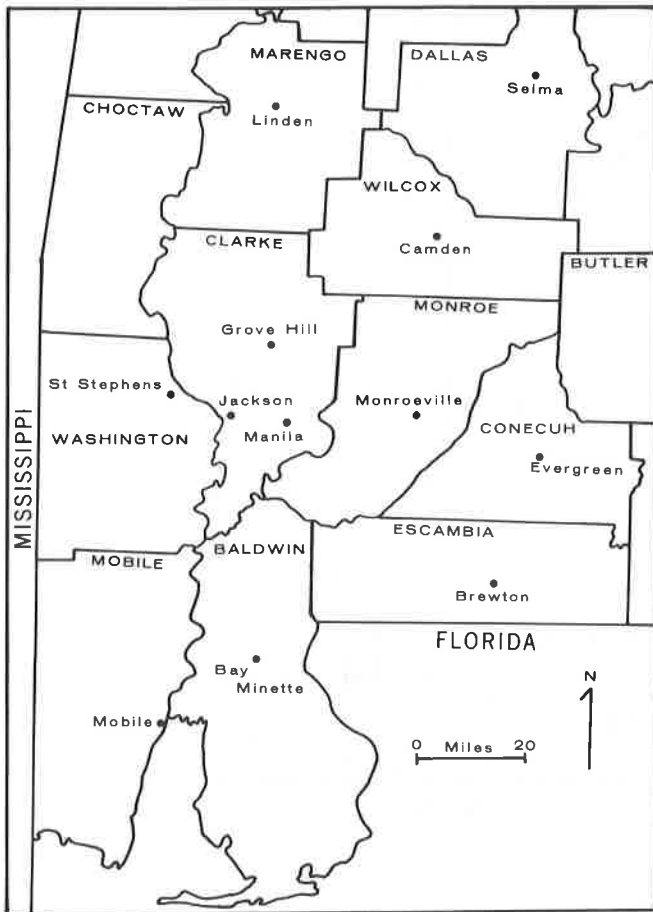 MARENGO
DALLAS
Selma
CHOCTAW
Linden
WILCOX
CLARKE
Camden
BUTLER
MONROE
Grove Hill
St Stephens
Jackson
Monroeville
Manila
CONECUH
WASHINGTON
Evergreen
MISSISSIPPI
ESCAMBIA
BALDWIN
MOBILE
Brewton
FLORIDA
Bay
Minette
N
Mobile
0 Miles 20